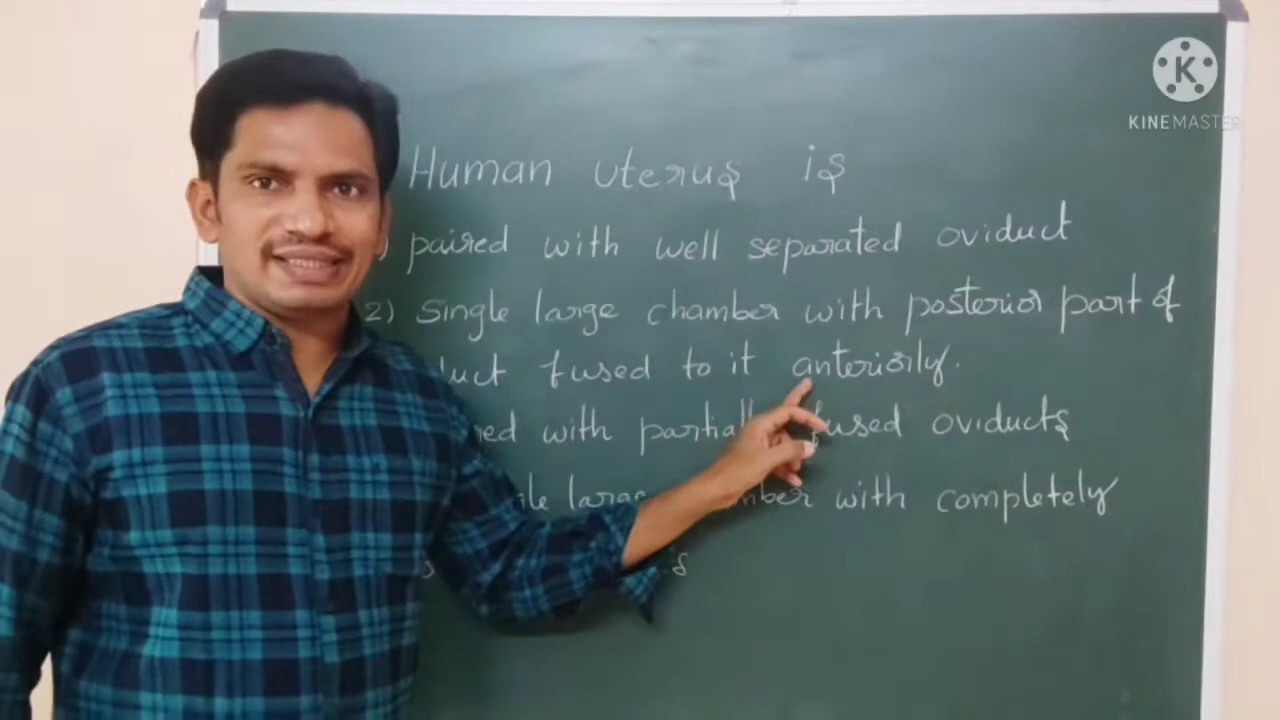 Human uterus is
) paired with well separated oviduct
2) Single large chamber with posterior part of
duct fused to it anteriorly.
with fused oviducts
with completely
K
KINEMASTER